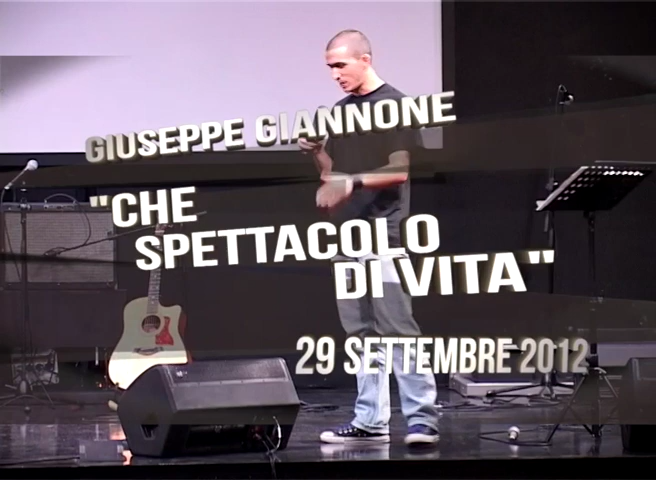 GIUSEPPE GIANNONE
"CHE
SPETTACOLO
DI VITA"
29 SETTEMBRE 2012